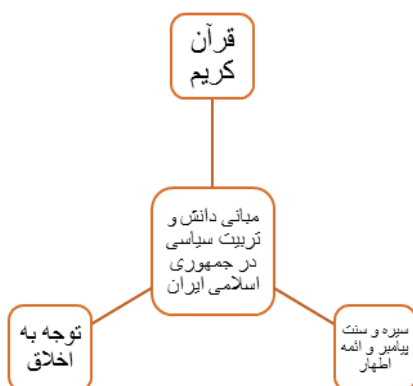 قرآن
کریم
مبانی دانش و
تربیت سیاسی
در جمهوری
اسلامی ایران
توجه به
اخلاق
سیره و سنت
پیامبر و ائمه
اطهار